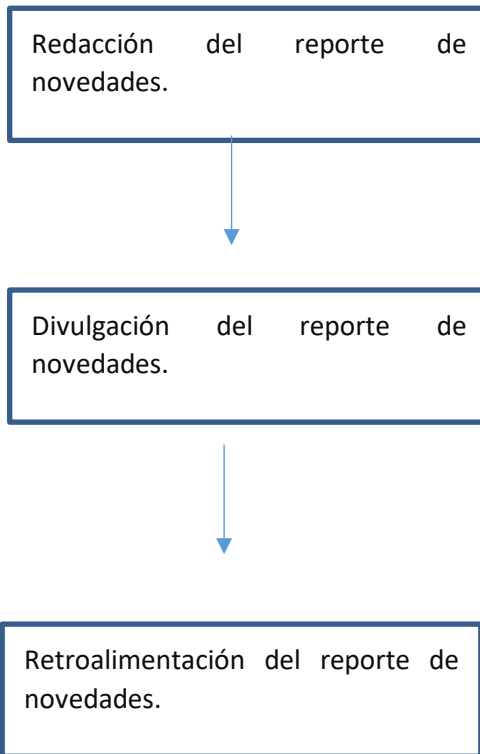 Redacción del reporte de
novedades.
Divulgación del reporte de
novedades.
Retroalimentación del reporte de
novedades.